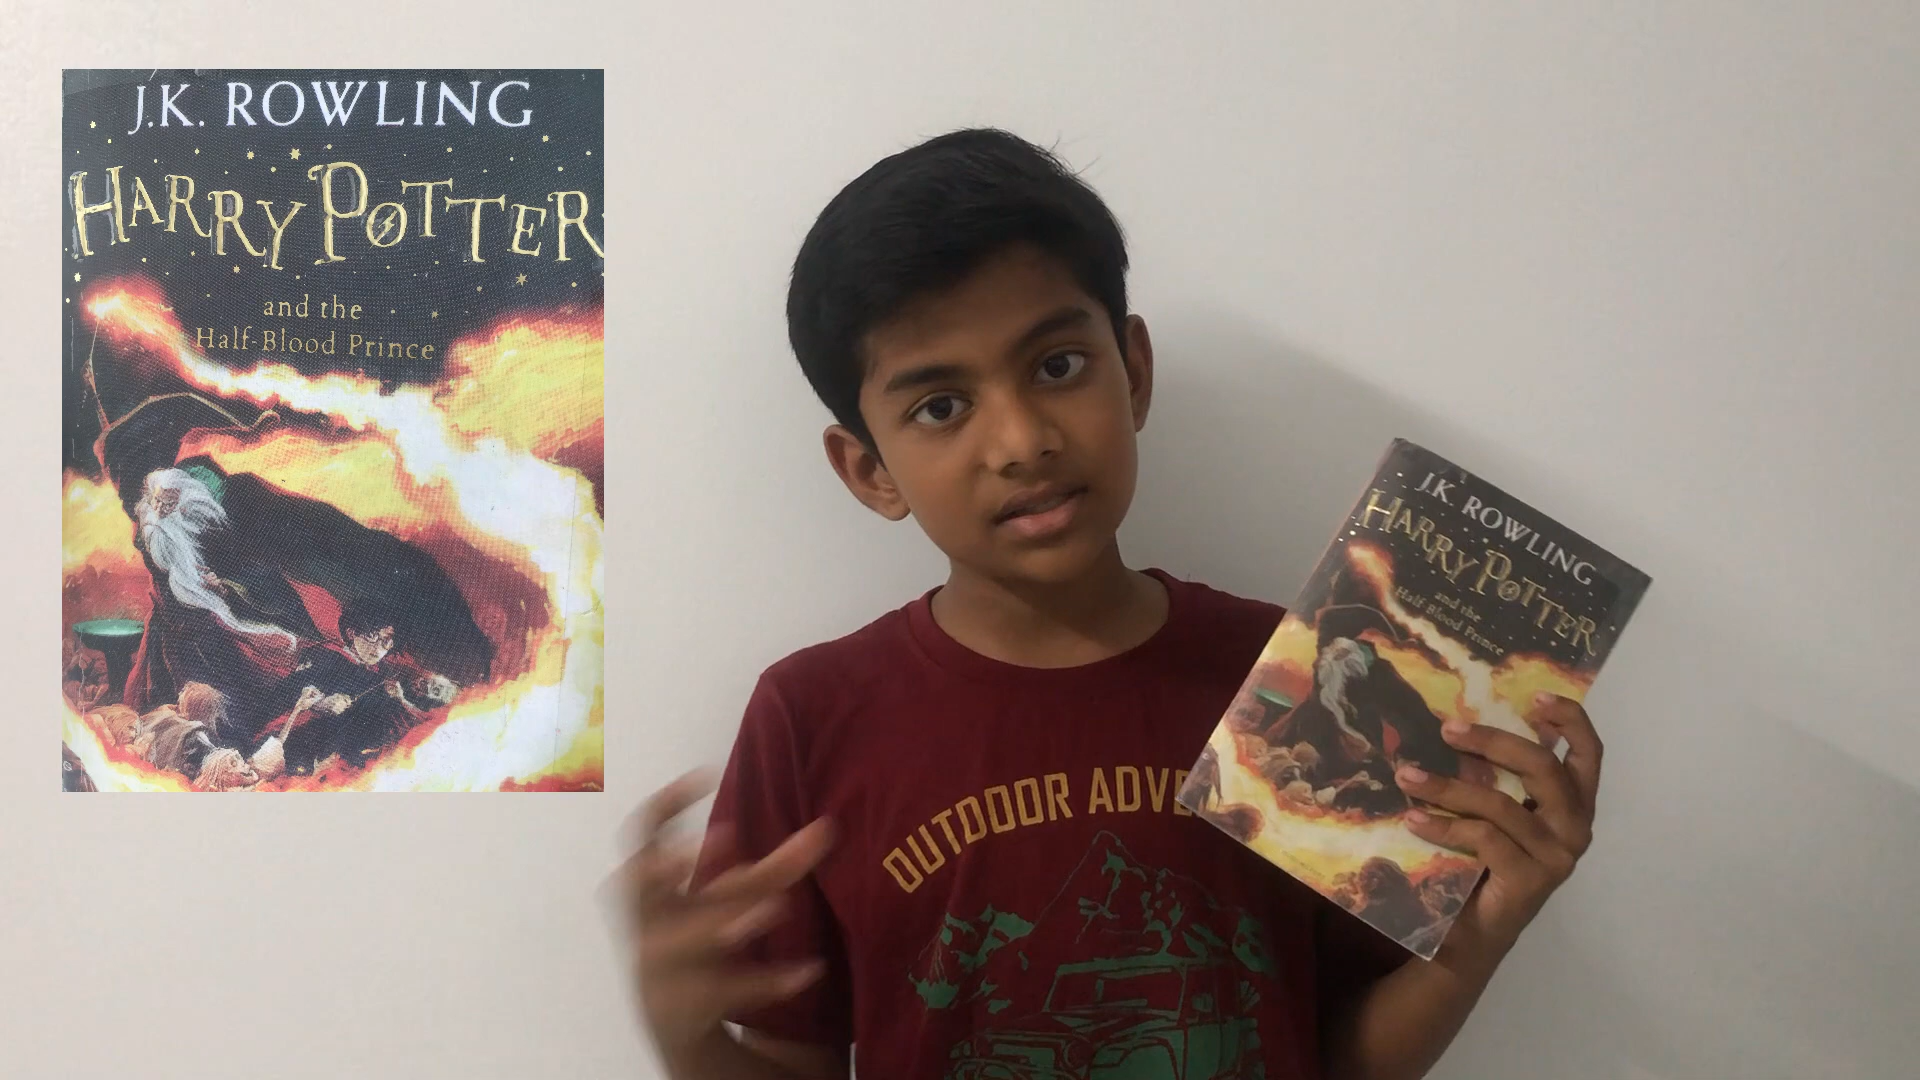 J.K. ROWLING
HARRY POTTER
and the
Half-Blood Prince
J.K. ROWLING
HARRY POTTER
and the
Half-Blood Prince
OUTDOOR ADVE